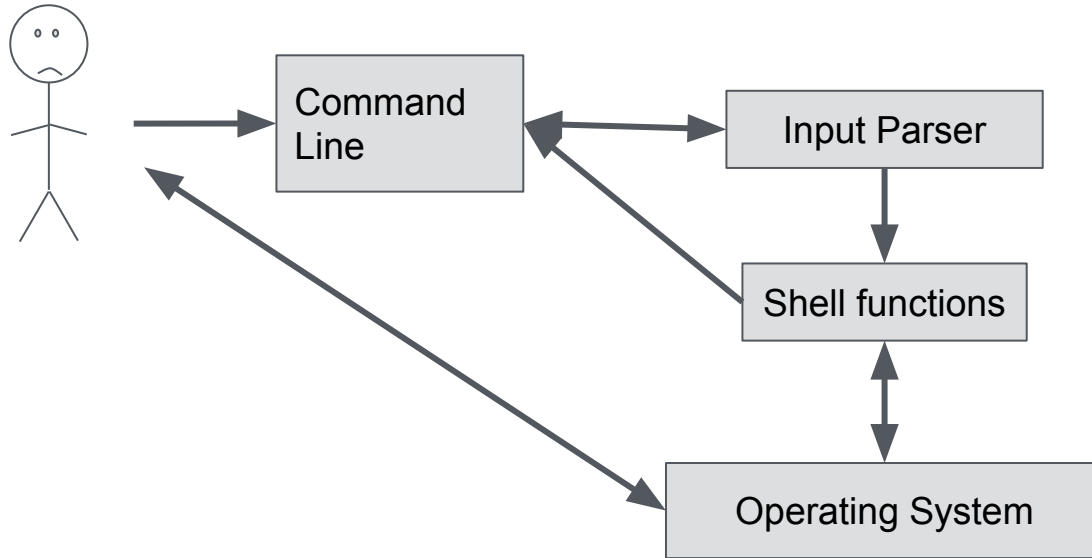 Command
Line
Input Parser
Shell functions
Operating System